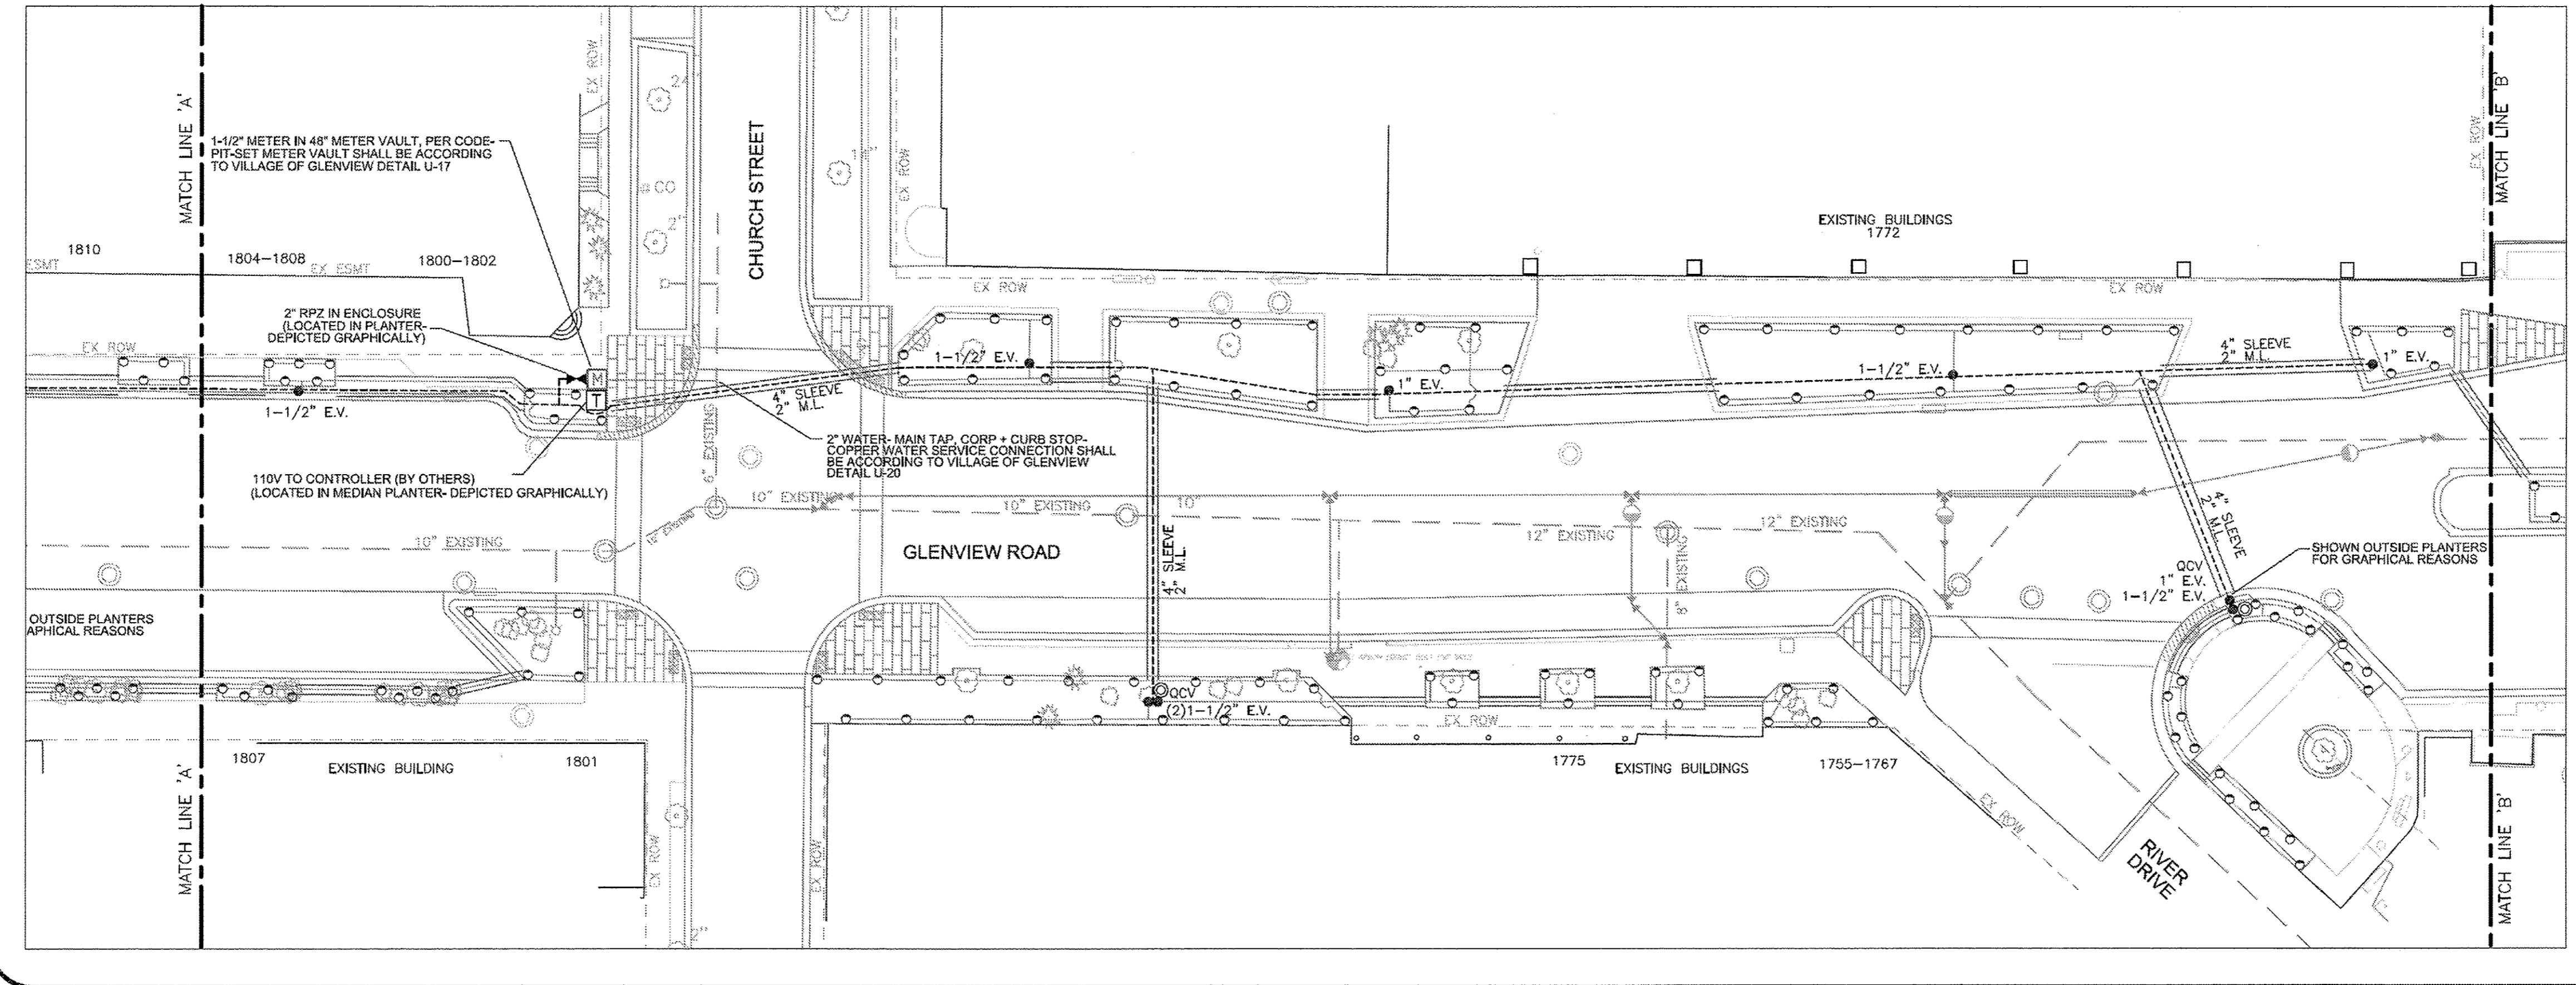 MATCH LINE 'A'
1-1/2" METER IN 48" METER VAULT, PER CODE-
PIT-SET METER VAULT SHALL BE ACCORDING
TO VILLAGE OF GLENVIEW DETAIL U-17
EX ROW
24"
CO
2"
CHURCH STREET
14"
EX ROW
EXISTING BUILDINGS
1772
EX ROW
MATCH LINE 'B'
1810
ESMT
1804-1808
EX ESMT
1800-1802
EX ROW
EX ROW
2" RPZ IN ENCLOSURE
(LOCATED IN PLANTER-
DEPICTED GRAPHICALLY)
EX ROW
M
T
1-1/2" E.V.
1-1/2" E.V.
1" E.V.
1-1/2" E.V.
4" SLEEVE
2" M.L.
1" E.V.
4" SLEEVE
2" M.L.
6" EXISTING
2" WATER- MAIN TAP, CORP + CURB STOP-
COPPER WATER SERVICE CONNECTION SHALL
BE ACCORDING TO VILLAGE OF GLENVIEW
DETAIL U-20
110V TO CONTROLLER (BY OTHERS)
(LOCATED IN MEDIAN PLANTER- DEPICTED GRAPHICALLY)
10" EXISTING
10" EXISTING
10"
12" EXISTING
12" EXISTING
10" EXISTING
GLENVIEW ROAD
4" SLEEVE
2" M.L.
8" EXISTING
4" SLEEVE
2" M.L.
SHOWN OUTSIDE PLANTERS
FOR GRAPHICAL REASONS
QCV
1" E.V.
1-1/2" E.V.
OUTSIDE PLANTERS
APHICAL REASONS
QCV
(2)1-1/2" E.V.
EX ROW
1807
EXISTING BUILDING
1801
1775
EXISTING BUILDINGS
1755-1767
EX ROW
MATCH LINE 'A'
EX ROW
EX ROW
2"
RIVER
DRIVE
MATCH LINE 'B'